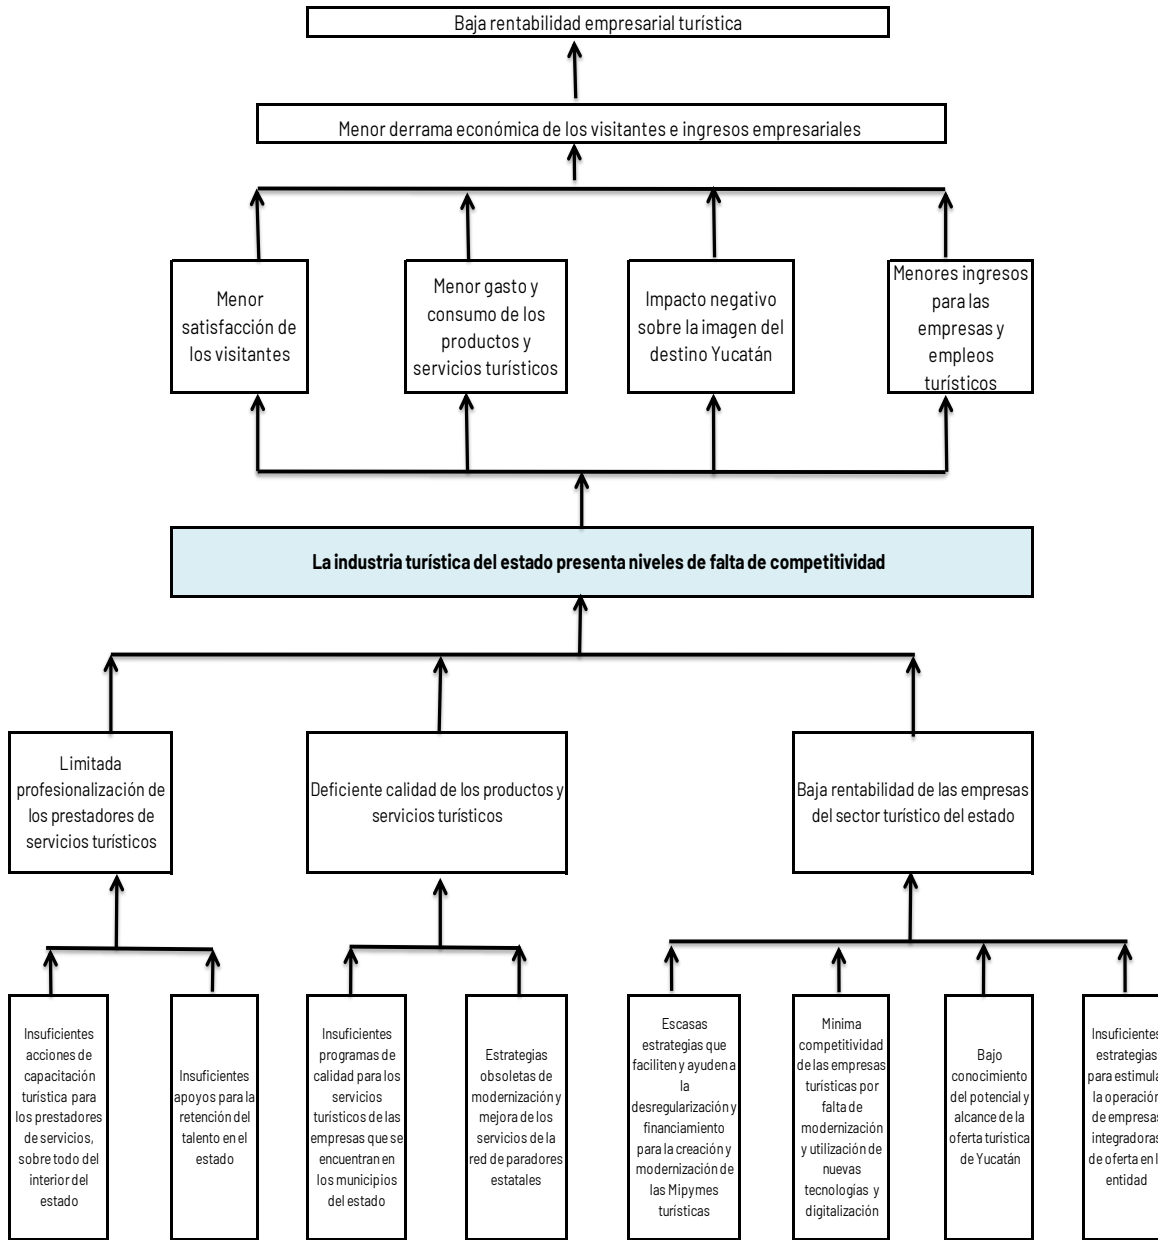 Baja rentabilidad empresarial turística
Menor derrama económica de los visitantes e ingresos empresariales
Menor
satisfacción de
los visitantes
Menor gasto y
consumo de los
productos y
servicios turísticos
Impacto negativo
sobre la imagen del
destino Yucatán
Menores ingresos
para las
empresas y
empleos
turísticos
La industria turística del estado presenta niveles de falta de competitividad
Limitada
profesionalización de
los prestadores de
servicios turísticos
Deficiente calidad de los productos y
servicios turísticos
Baja rentabilidad de las empresas
del sector turístico del estado
Insuficientes
acciones de
capacitación
turística para
los prestadores
de servicios,
sobre todo del
interior del
estado
Insuficientes
apoyos para la
retención del
talento en el
estado
Insuficientes
programas de
calidad para los
servicios
turísticos de las
empresas que se
encuentran en
los municipios
del estado
Estrategias
obsoletas de
modernización y
mejora de los
servicios de la
red de paradores
estatales
Escasas
estrategias que
faciliten y ayuden a
la
desregularización y
financiamiento
para la creación y
modernización de
las Mipymes
turísticas
Minima
competitividad
de las empresas
turísticas por
falta de
modernización
y utilización de
nuevas
tecnologías y
digitalización
Bajo
conocimiento
del potencial y
alcance de la
oferta turística
de Yucatán
Insuficientes
estrategias
para estimula
la operación
de empresas
integradoras
de oferta en l
entidad